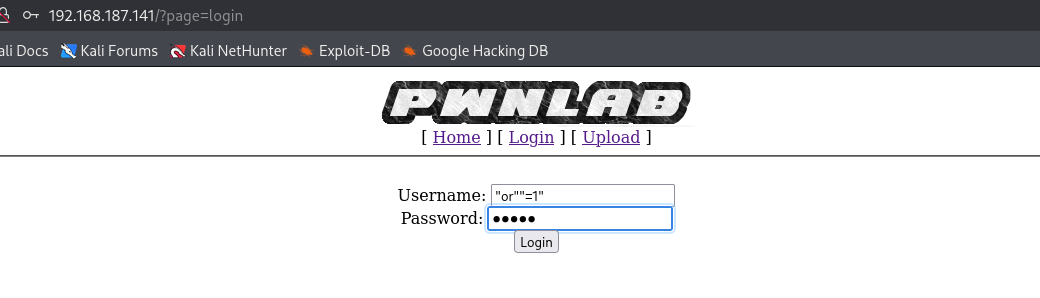 192.168.187.141/?page=login
ali Docs Kali Forums Kali NetHunter Exploit-DB Google Hacking DB
PWNLAB
[ Home ] [ Login ] [ Upload ]
Username: "or""=1"
Password: •••••
Login